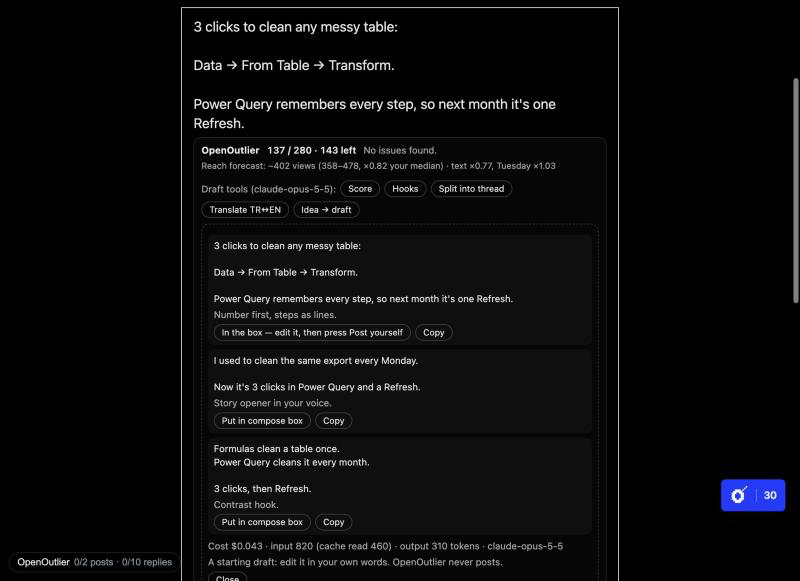 3 clicks to clean any messy table:
Data → From Table → Transform.
Power Query remembers every step, so next month it's one
Refresh.
OpenOutlier 137 / 280 · 143 left No issues found.
Reach forecast: ~402 views (358–478, ×0.82 your median) · text ×0.77, Tuesday ×1.03
Draft tools (claude-opus-5-5): Score Hooks Split into thread
Translate TR↔EN Idea → draft
3 clicks to clean any messy table:
Data → From Table → Transform.
Power Query remembers every step, so next month it's one Refresh.
Number first, steps as lines.
In the box — edit it, then press Post yourself Copy
I used to clean the same export every Monday.
Now it's 3 clicks in Power Query and a Refresh.
Story opener in your voice.
Put in compose box Copy
Formulas clean a table once.
Power Query cleans it every month.
3 clicks, then Refresh.
Contrast hook.
Put in compose box Copy
Cost $0.043 · input 820 (cache read 460) · output 310 tokens · claude-opus-5-5
A starting draft: edit it in your own words. OpenOutlier never posts.
Close
30
OpenOutlier 0/2 posts · 0/10 replies